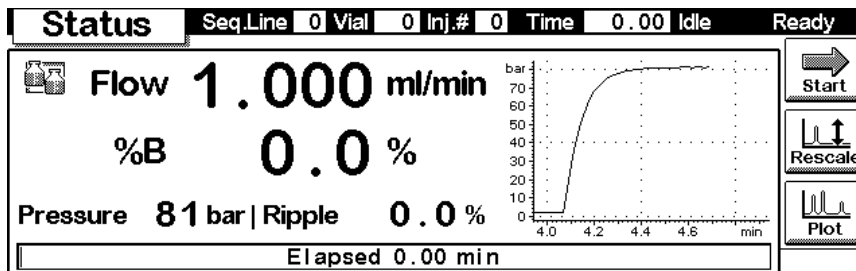 Status Seq.Line 0 Vial 0 Inj.# 0 Time 0.00 Idle Ready
Flow 1.000 ml/min
%B 0.0 %
Pressure 81 bar | Ripple 0.0 %
Elapsed 0.00 min
bar
70
60
50
40
30
20
10
0
4.0 4.2 4.4 4.6 min
Start
Rescale
Plot